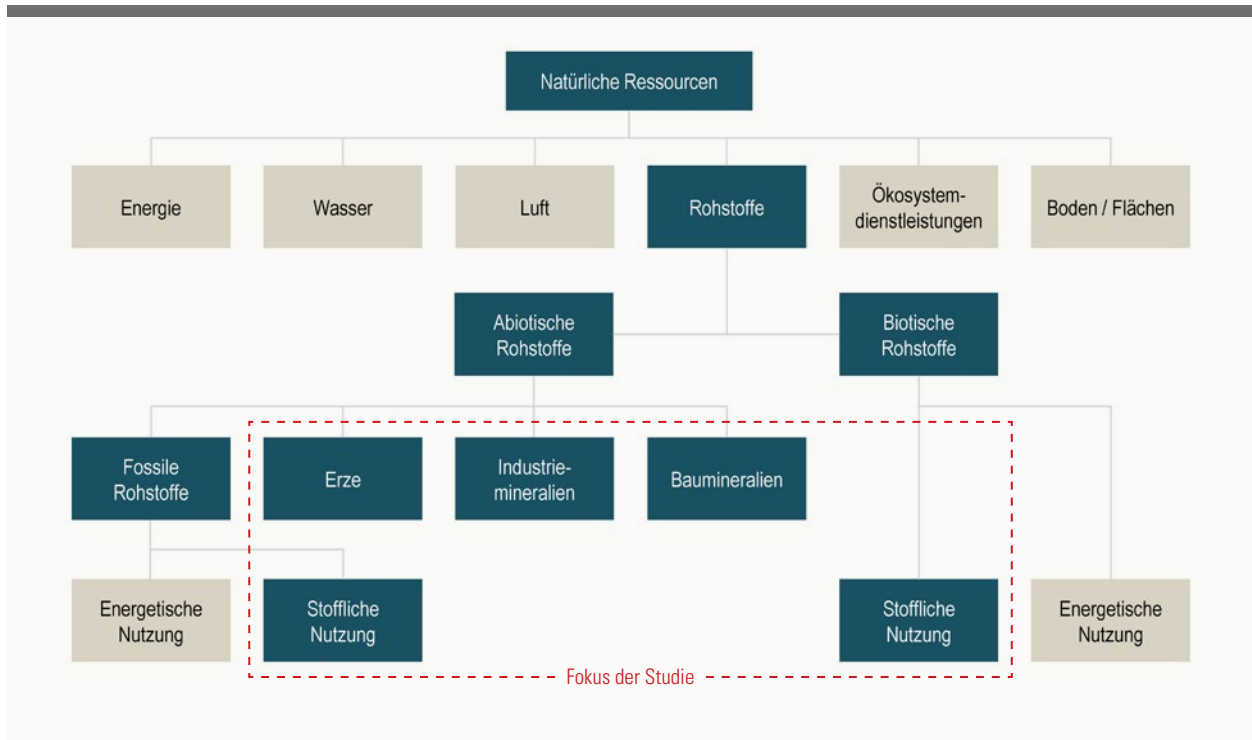 Natürliche Ressourcen
Energie
Wasser
Luft
Rohstoffe
Ökosystem-
dienstleistungen
Boden / Flächen
Abiotische
Rohstoffe
Biotische
Rohstoffe
Fossile
Rohstoffe
Erze
Industrie-
mineralien
Baumineralien
Energetische
Nutzung
Stoffliche
Nutzung
Stoffliche
Nutzung
Energetische
Nutzung
Fokus der Studie